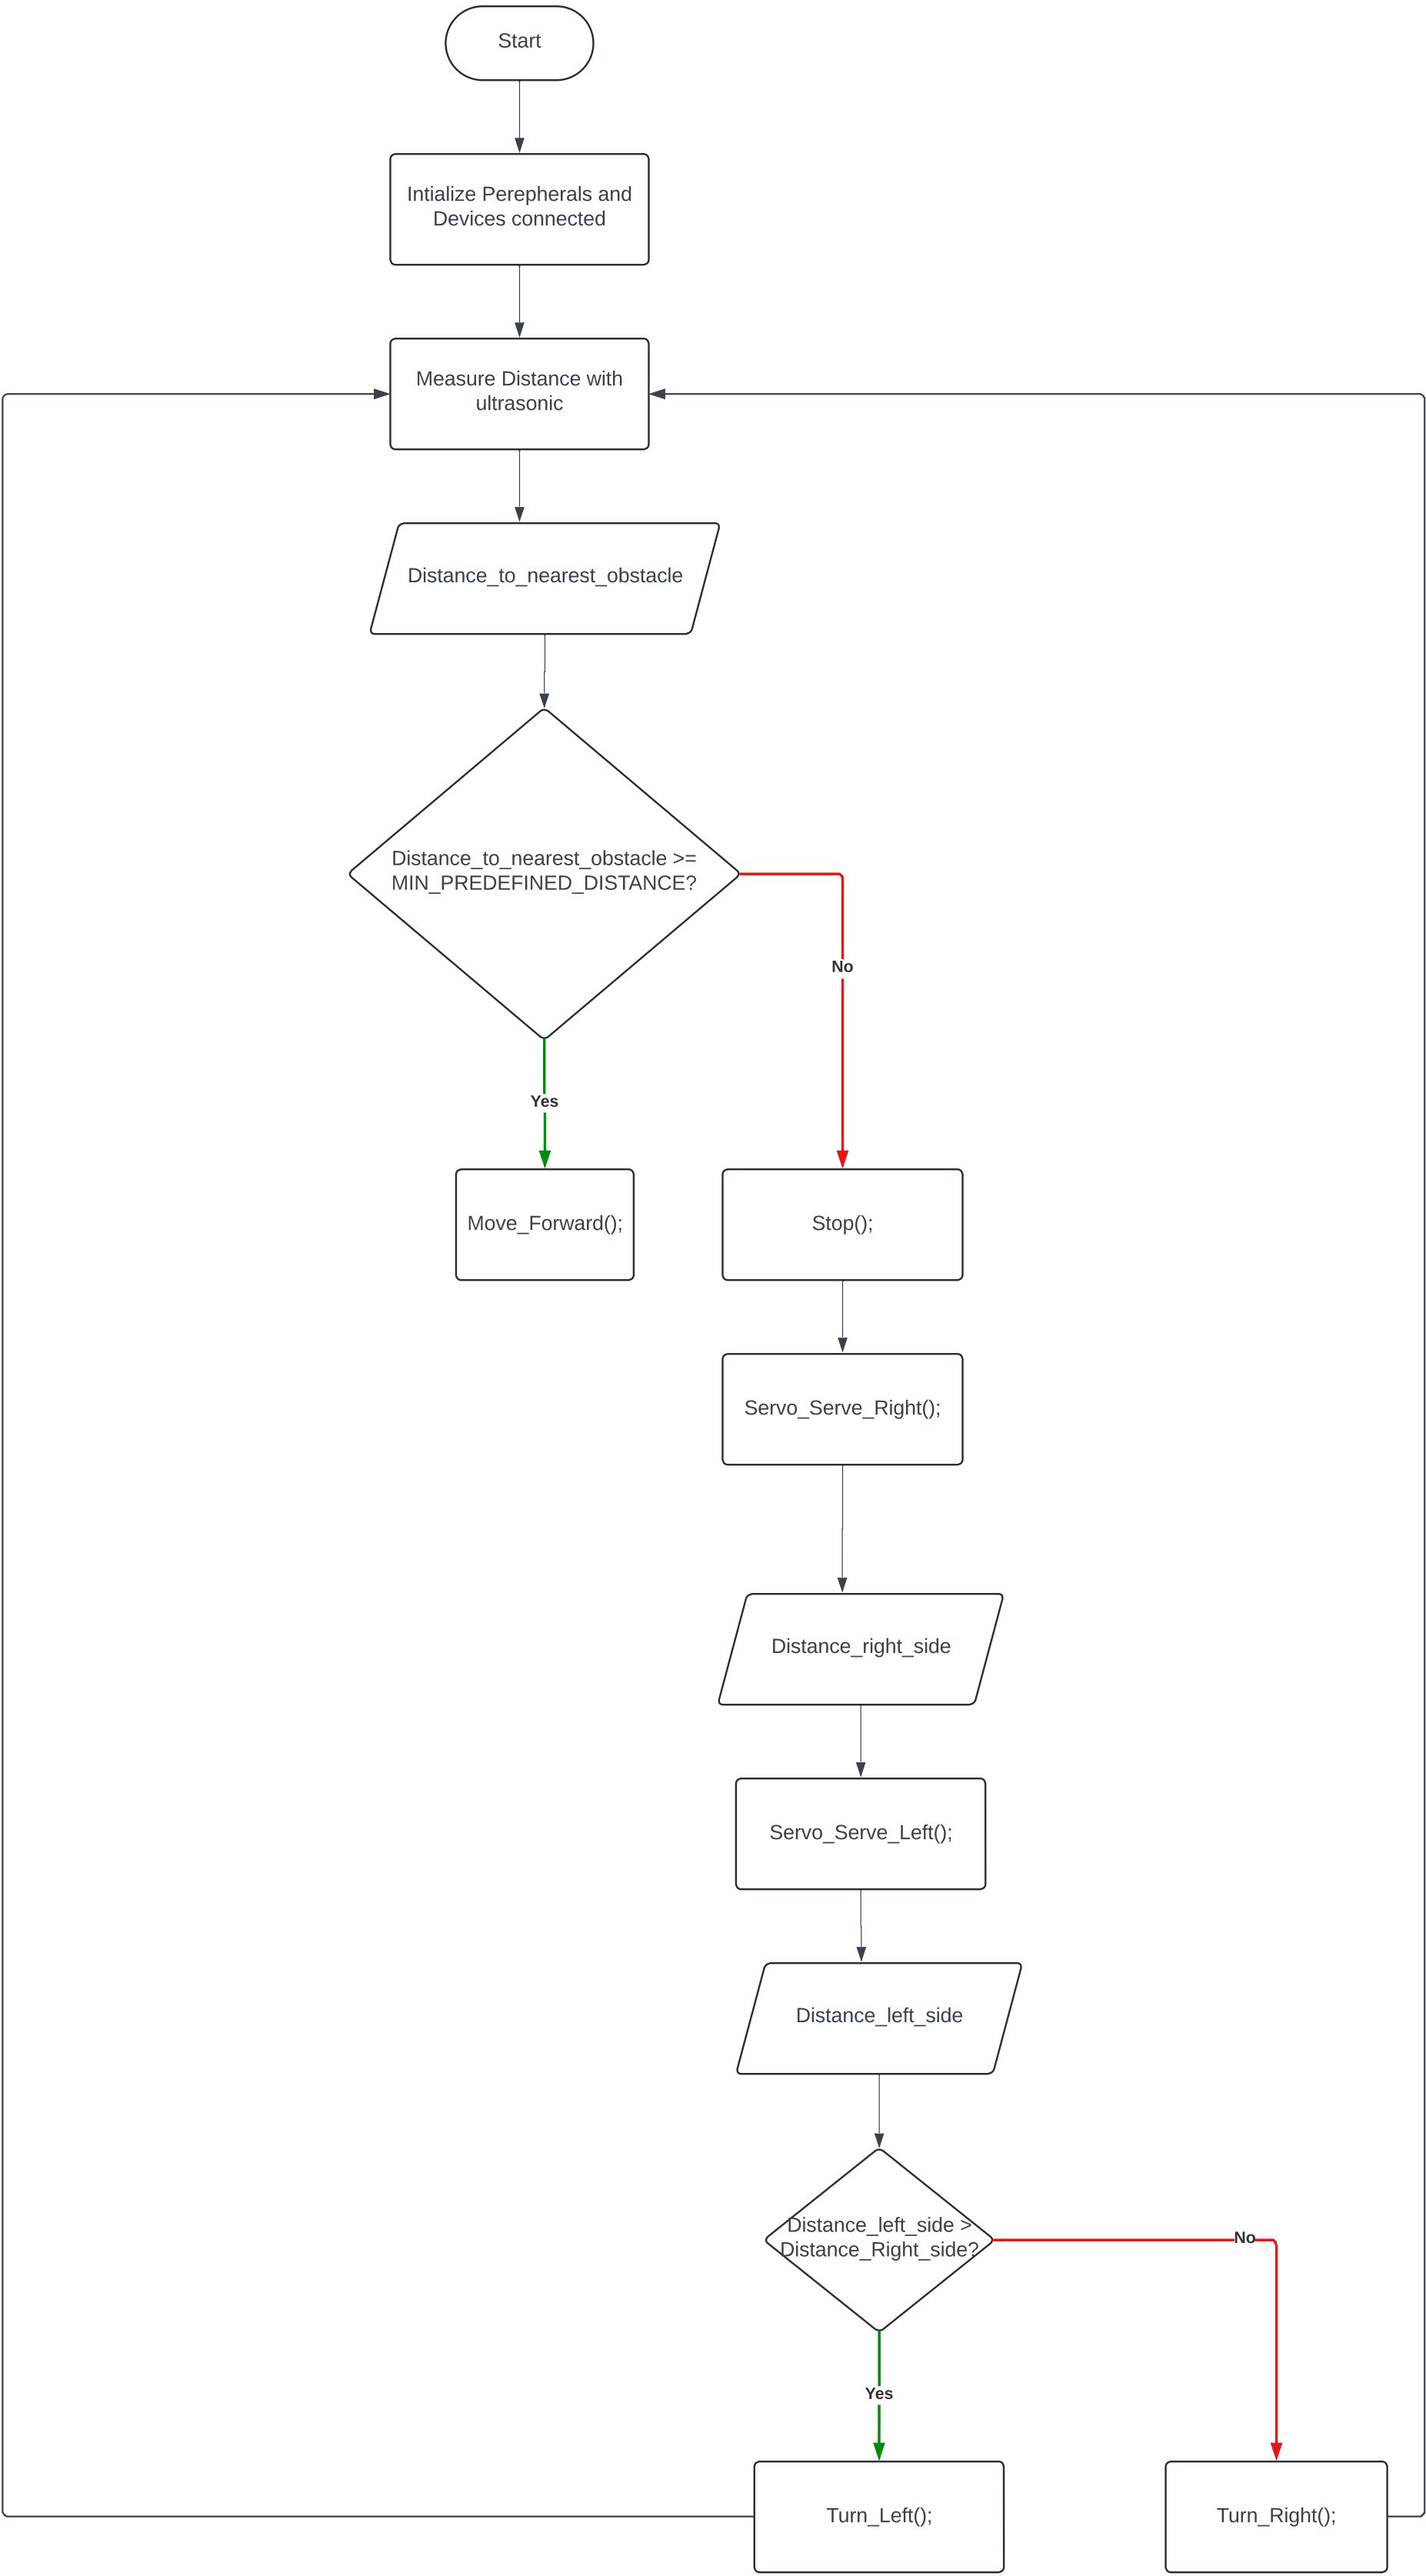 Start
Intialize Perepherals and
Devices connected
Measure Distance with
ultrasonic
Distance_to_nearest_obstacle
Distance_to_nearest_obstacle >=
MIN_PREDEFINED_DISTANCE?
No
Yes
Move_Forward();
Stop();
Servo_Serve_Right();
Distance_right_side
Servo_Serve_Left();
Distance_left_side
Distance_left_side >
Distance_Right_side?
No
Yes
Turn_Left();
Turn_Right();